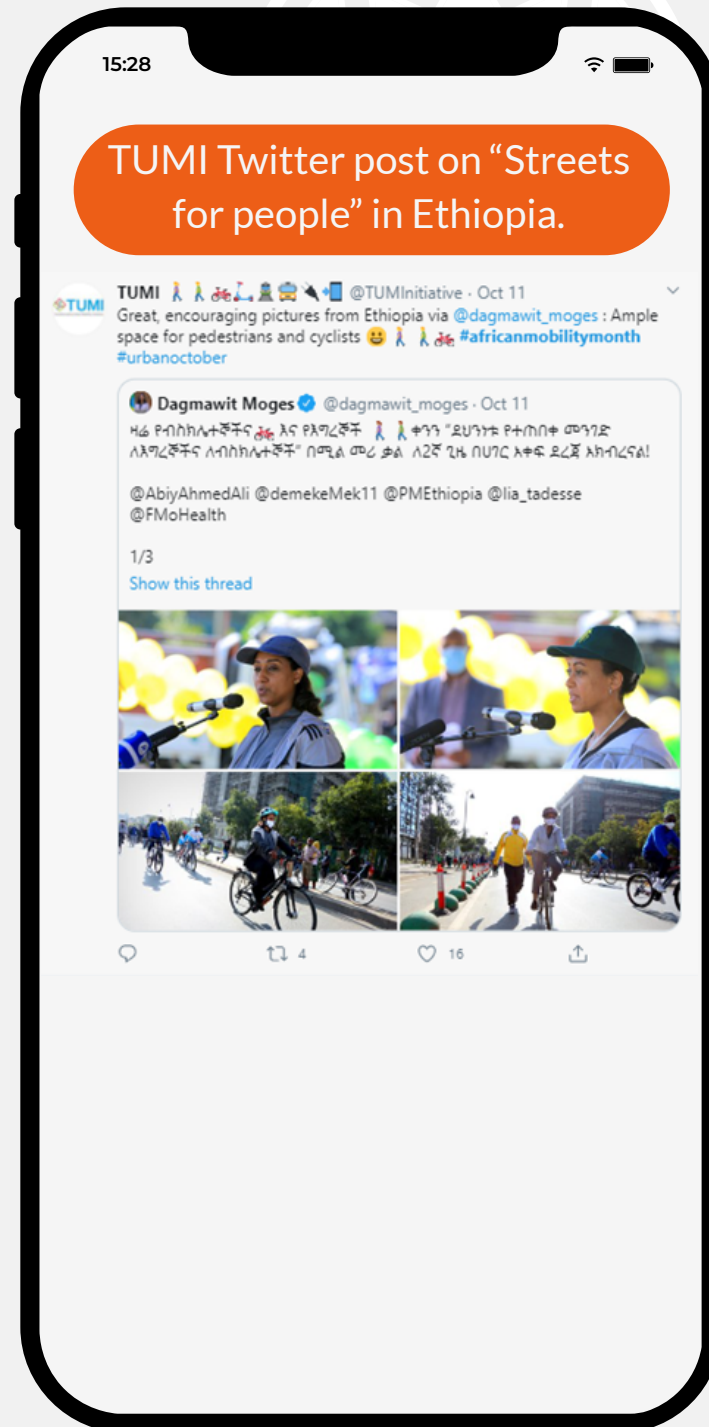 15:28
TUMI Twitter post on “Streets
for people” in Ethiopia.
TUMI
TUMI 🚶🚶🚲🛴🚊🚍🔌📲 @TUMInitiative · Oct 11
Great, encouraging pictures from Ethiopia via @dagmawit_moges : Ample
space for pedestrians and cyclists 😀 🚶 🚶🚲 #africanmobilitymonth
#urbanoctober
Dagmawit Moges @dagmawit_moges · Oct 11
ዛሬ የብስክሌተኞችና🚲 እና የእግረኞች 🚶🚶ቀንን "ደህንነቱ የተጠበቀ መንገድ
ለእግረኞችና ለብስክሌተኞች" በሚል መሪ ቃል ለ2ኛ ጊዜ በሀገር አቀፍ ደረጃ አክብረናል!
@AbiyAhmedAli @demekeMek11 @PMEthiopia @lia_tadesse
@FMoHealth
1/3
Show this thread
4
16